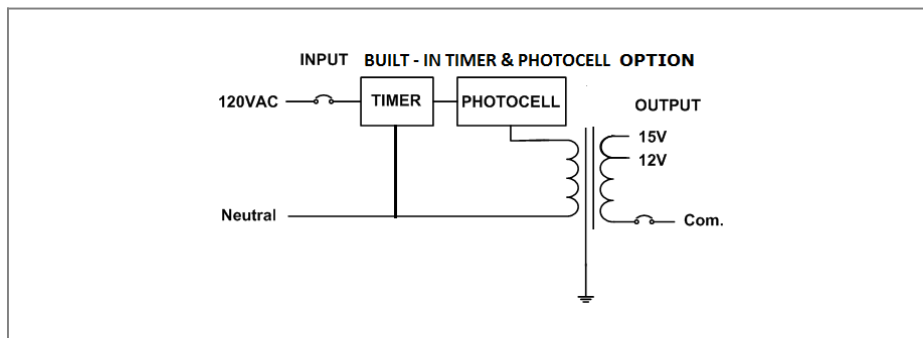 INPUT BUILT - IN TIMER & PHOTOCELL OPTION
120VAC
TIMER
PHOTOCELL
OUTPUT
15V
12V
Neutral
Com.